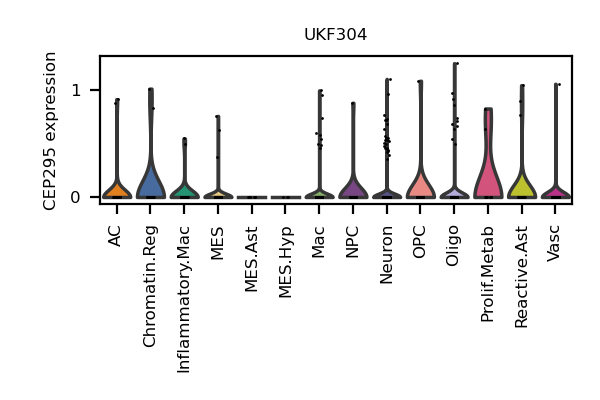 UKF304
CEP295 expression
1
0
AC
Chromatin.Reg
Inflammatory.Mac
MES
MES.Ast
MES.Hyp
Mac
NPC
Neuron
OPC
Oligo
Prolif.Metab
Reactive.Ast
Vasc